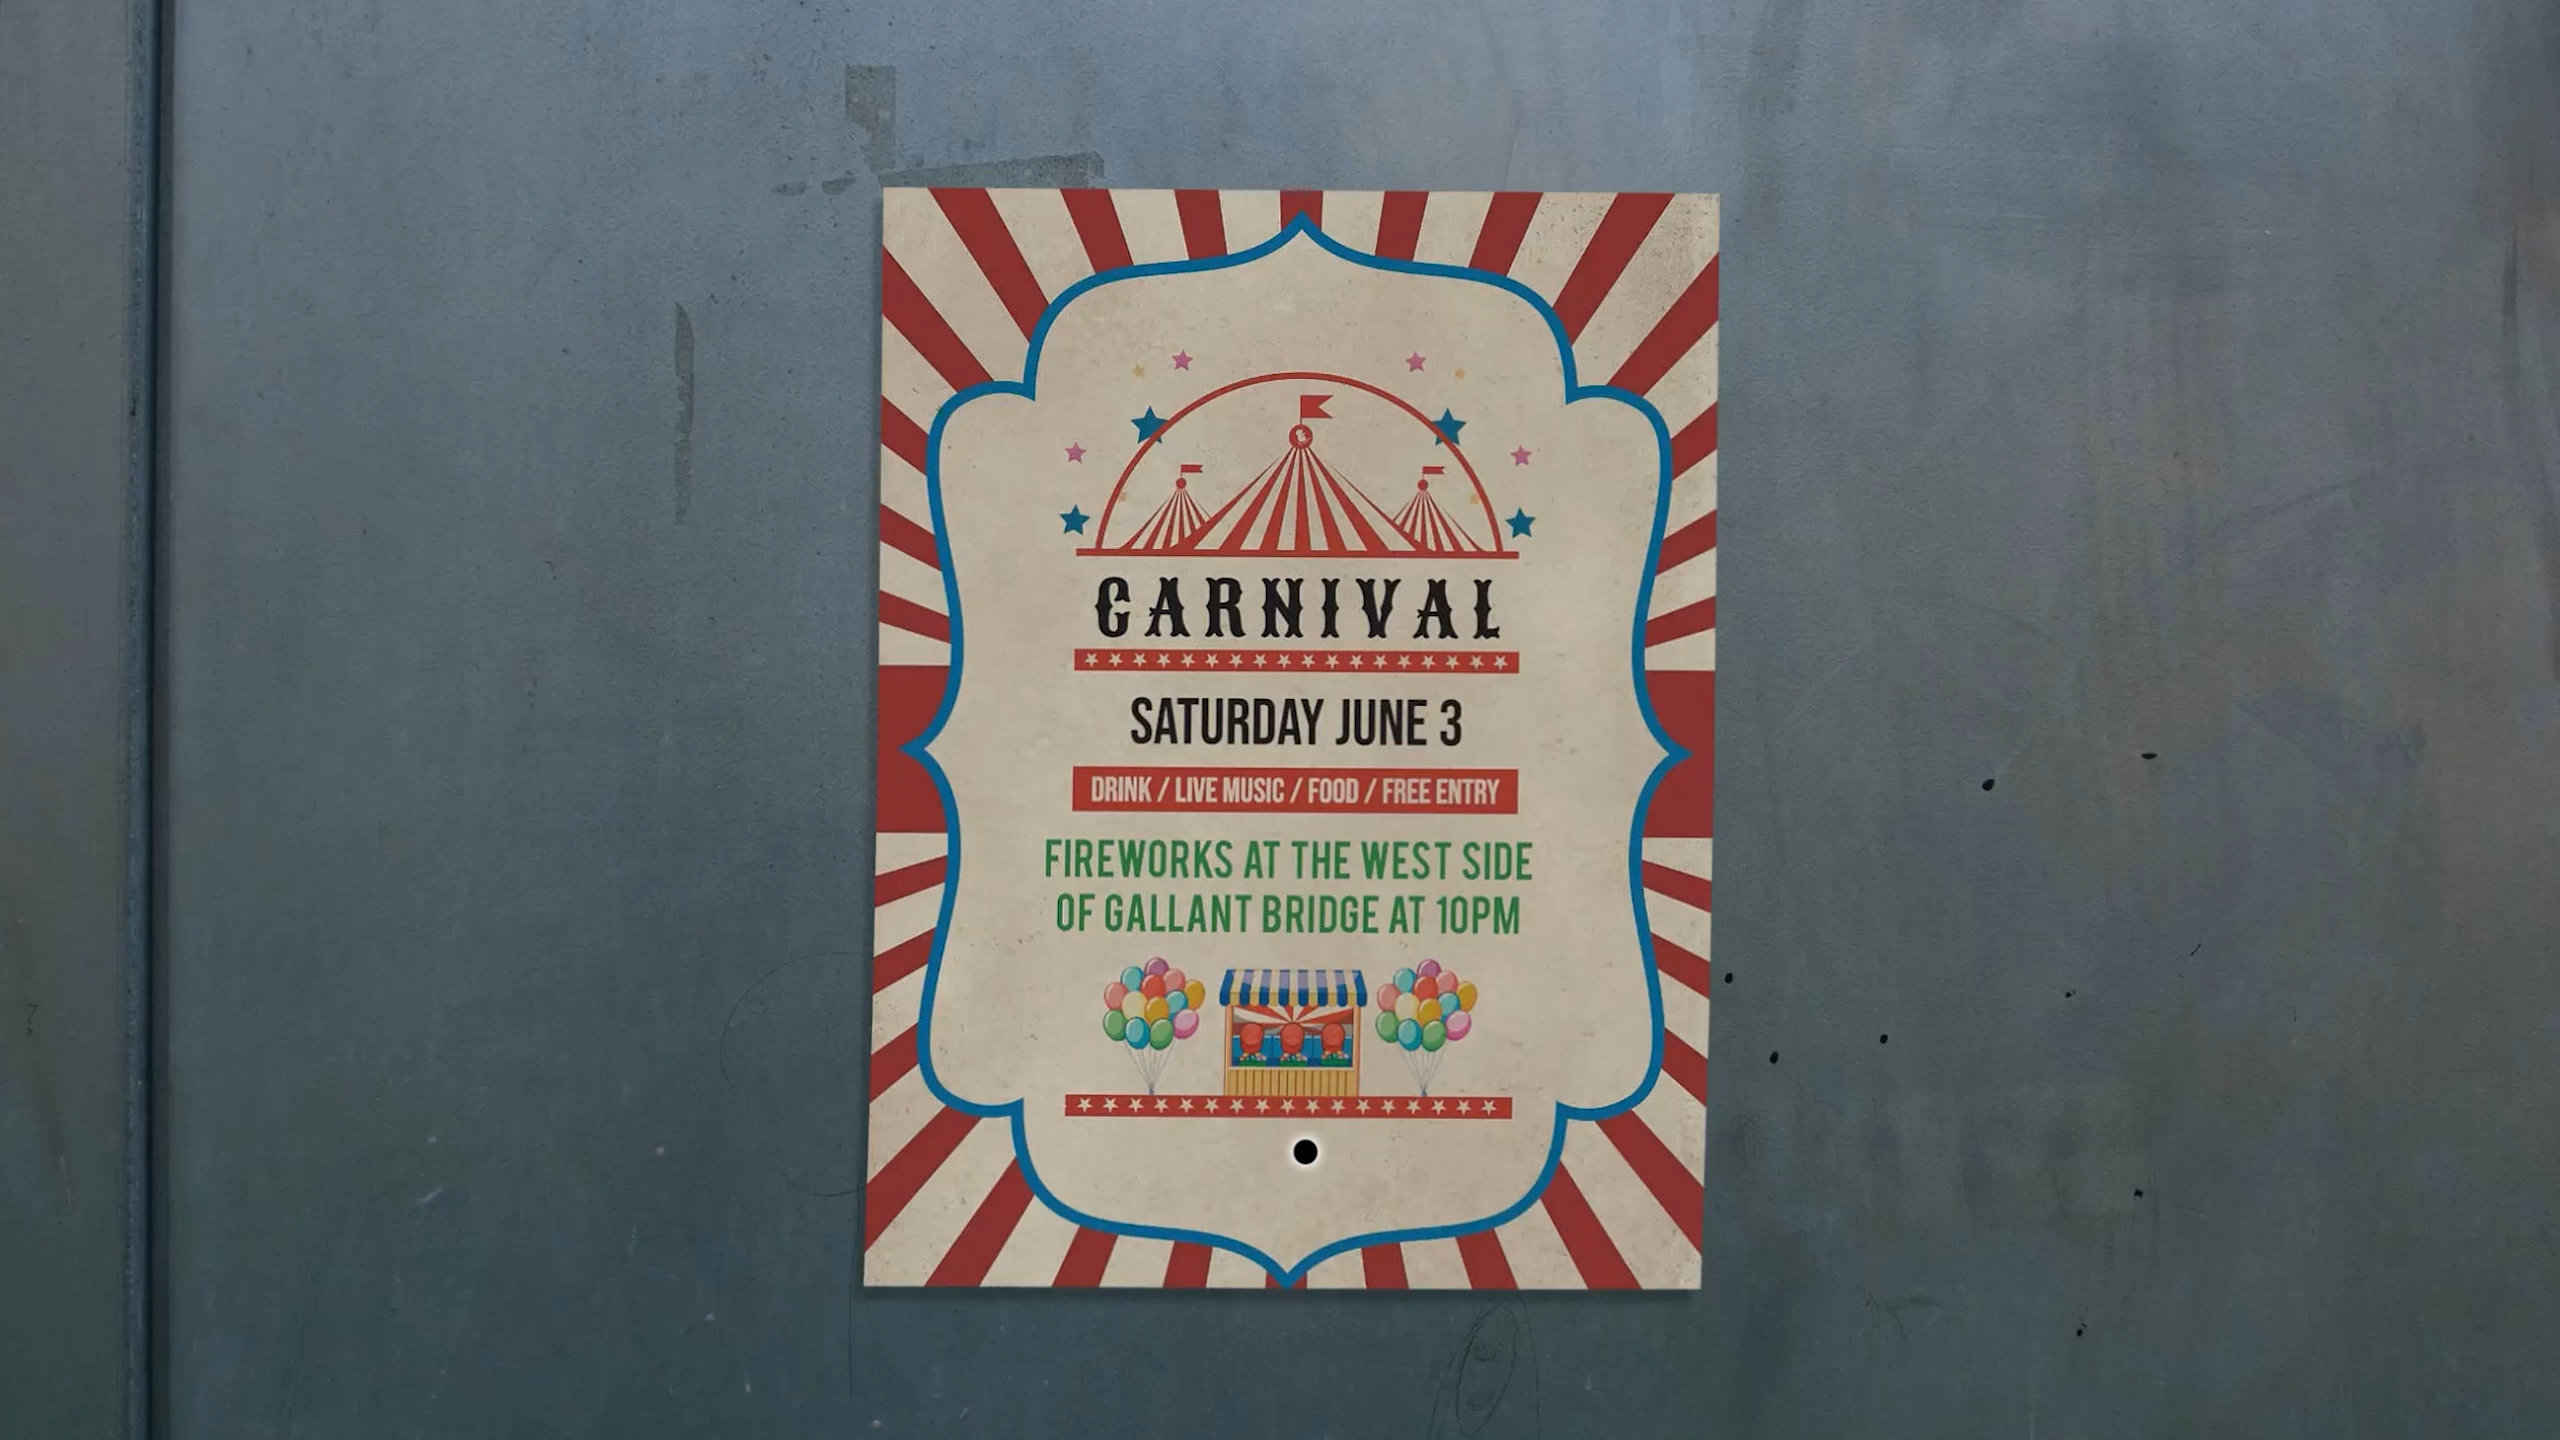 CARNIVAL
SATURDAY JUNE 3
DRINK / LIVE MUSIC / FOOD / FREE ENTRY
FIREWORKS AT THE WEST SIDE
OF GALLANT BRIDGE AT 10PM